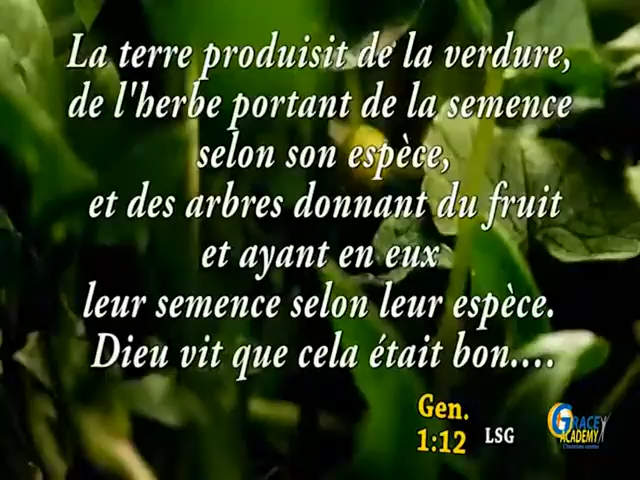 La terre produisit de la verdure,
de l'herbe portant de la semence
selon son espèce,
et des arbres donnant du fruit
et ayant en eux
leur semence selon leur espèce.
Dieu vit que cela était bon....
Gen.
1:12 LSG
GRACE
ACADEMY